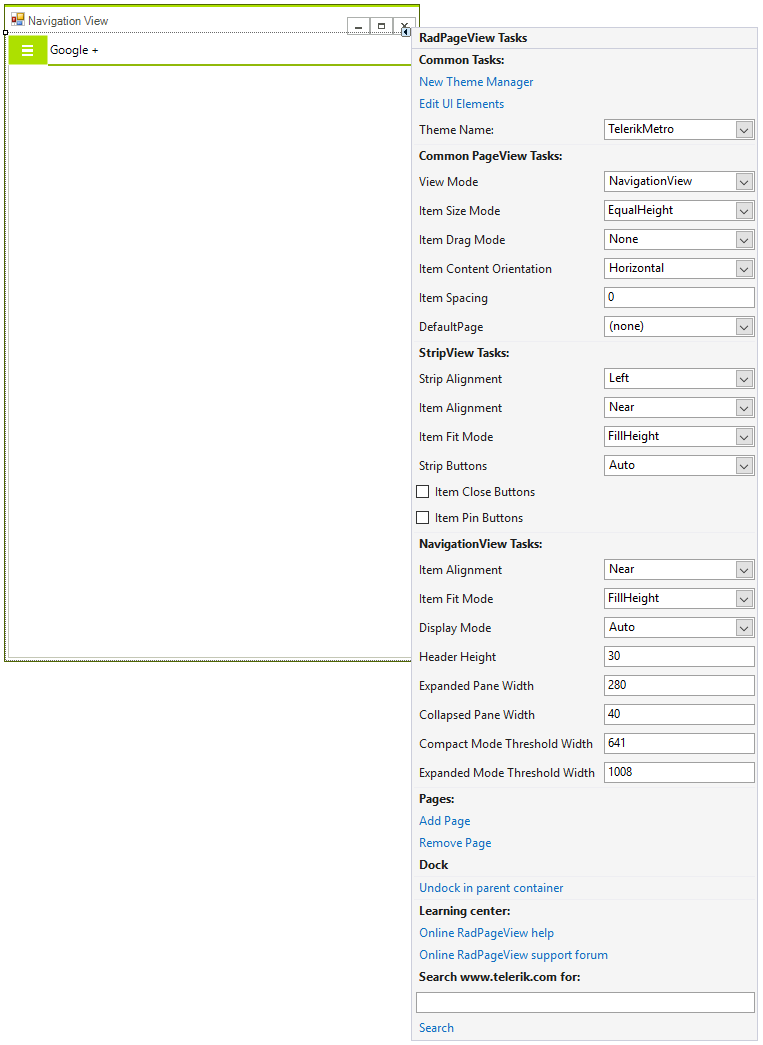 Navigation View
Google +
RadPageView Tasks
Common Tasks:
New Theme Manager
Edit UI Elements
Theme Name: TelerikMetro
Common PageView Tasks:
View Mode NavigationView
Item Size Mode EqualHeight
Item Drag Mode None
Item Content Orientation Horizontal
Item Spacing 0
DefaultPage (none)
StripView Tasks:
Strip Alignment Left
Item Alignment Near
Item Fit Mode FillHeight
Strip Buttons Auto
Item Close Buttons
Item Pin Buttons
NavigationView Tasks:
Item Alignment Near
Item Fit Mode FillHeight
Display Mode Auto
Header Height 30
Expanded Pane Width 280
Collapsed Pane Width 40
Compact Mode Threshold Width 641
Expanded Mode Threshold Width 1008
Pages:
Add Page
Remove Page
Dock
Undock in parent container
Learning center:
Online RadPageView help
Online RadPageView support forum
Search www.telerik.com for:
Search